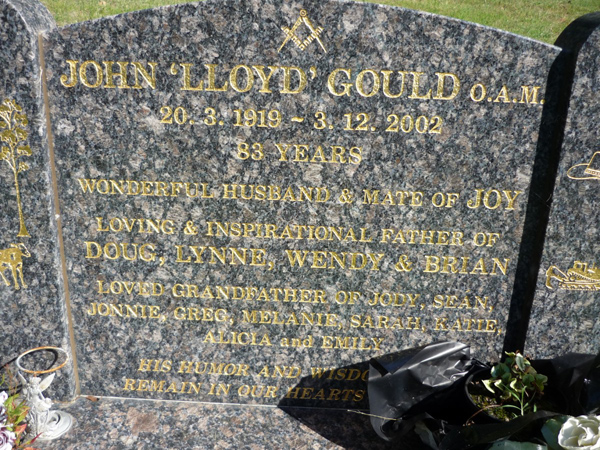 JOHN ‘LLOYD’ GOULD O.A.M.
20. 3. 1919 ~ 3. 12. 2002
83 YEARS
WONDERFUL HUSBAND & MATE OF JOY
LOVING & INSPIRATIONAL FATHER OF
DOUG, LYNNE, WENDY & BRIAN
LOVED GRANDFATHER OF JODY, SEAN,
JONNIE, GREG, MELANIE, SARAH, KATIE,
ALICIA and EMILY
HIS HUMOR AND
REMAIN IN OUR HEARTS